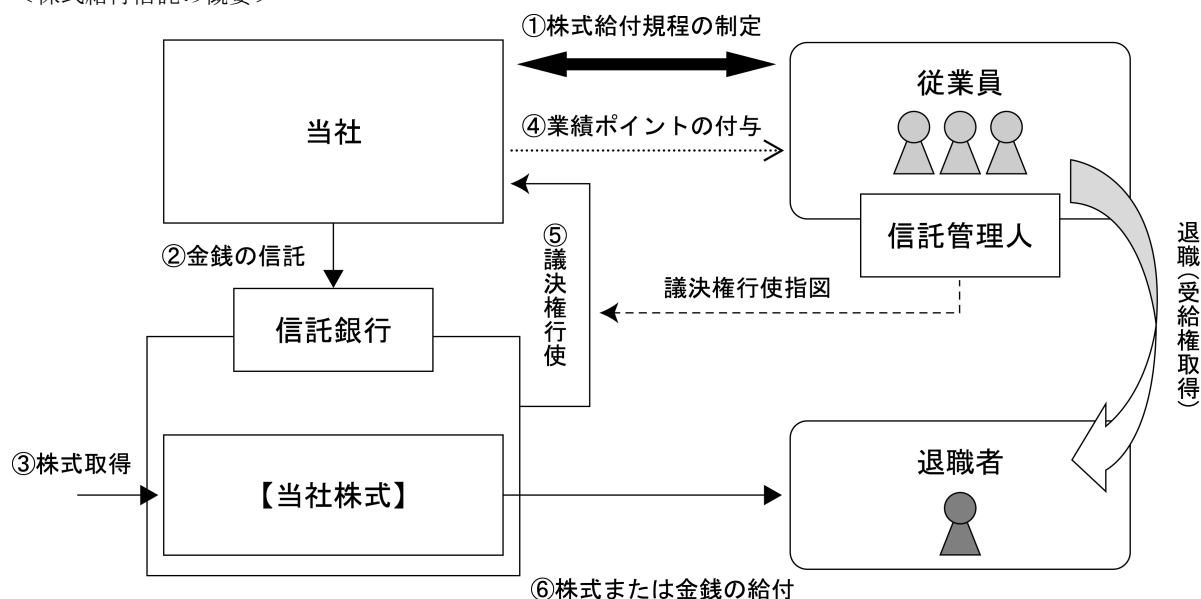 ＜株式給付信託の概要＞
①株式給付規程の制定
当社
従業員
④業績ポイントの付与
信託管理人
②金銭の信託
⑤議決権行使
議決権行使指図
退職（受給権取得）
信託銀行
③株式取得
【当社株式】
退職者
⑥株式または金銭の給付